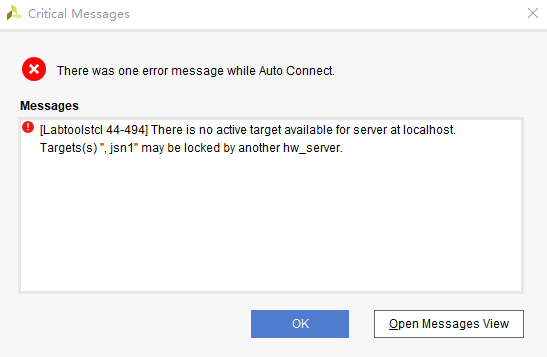 Critical Messages
There was one error message while Auto Connect.
Messages
[Labtoolstcl 44-494] There is no active target available for server at localhost.
Targets(s) ", jsn1" may be locked by another hw_server.
OK
Open Messages View